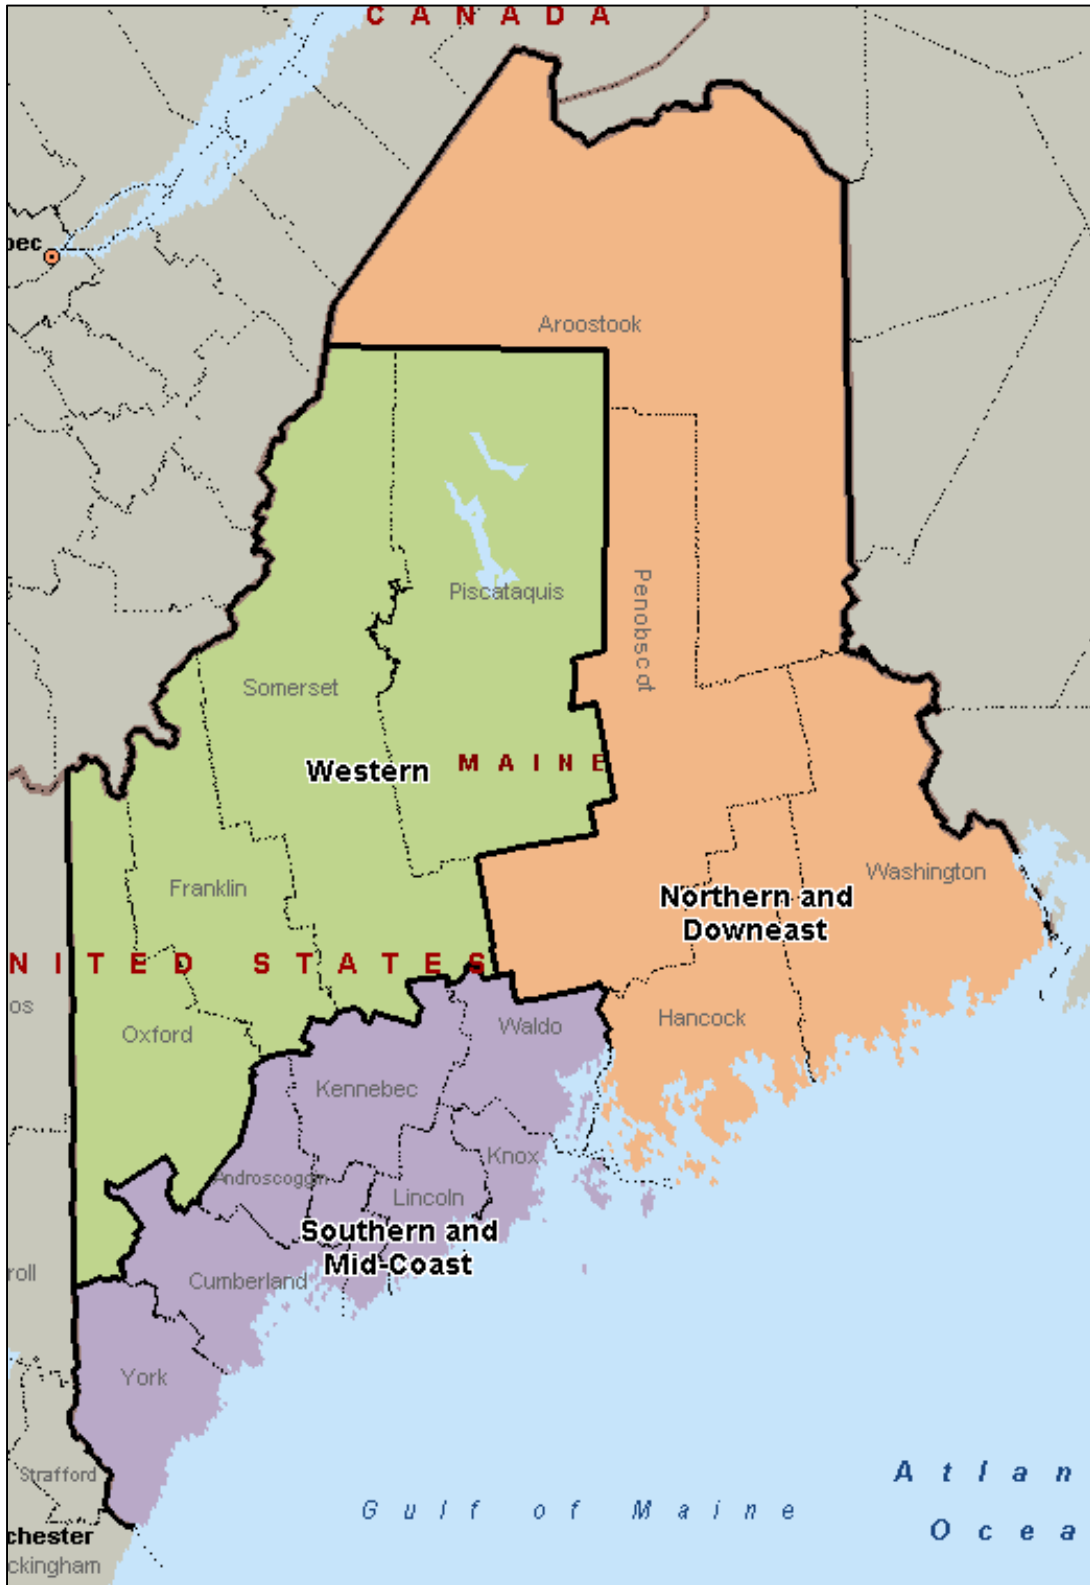 CANADA
bec
Aroostook
Piscataquis
Penobscot
Somerset
Western
MAINE
Franklin
Washington
Northern and
Downeast
NITED STATES
os
Oxford
Waldo
Hancock
Kennebec
Knox
Androscoggin
Lincoln
Southern and
Mid-Coast
roll
Cumberland
York
Strafford
Atlan
Gulf of Maine
Ocea
chester
ckingham